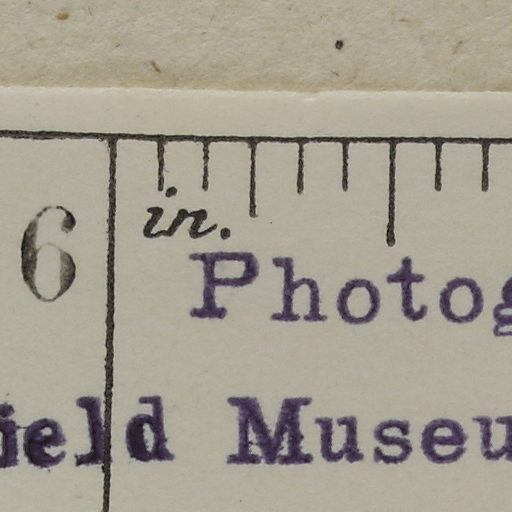 6 in.
Photog
ield Museu